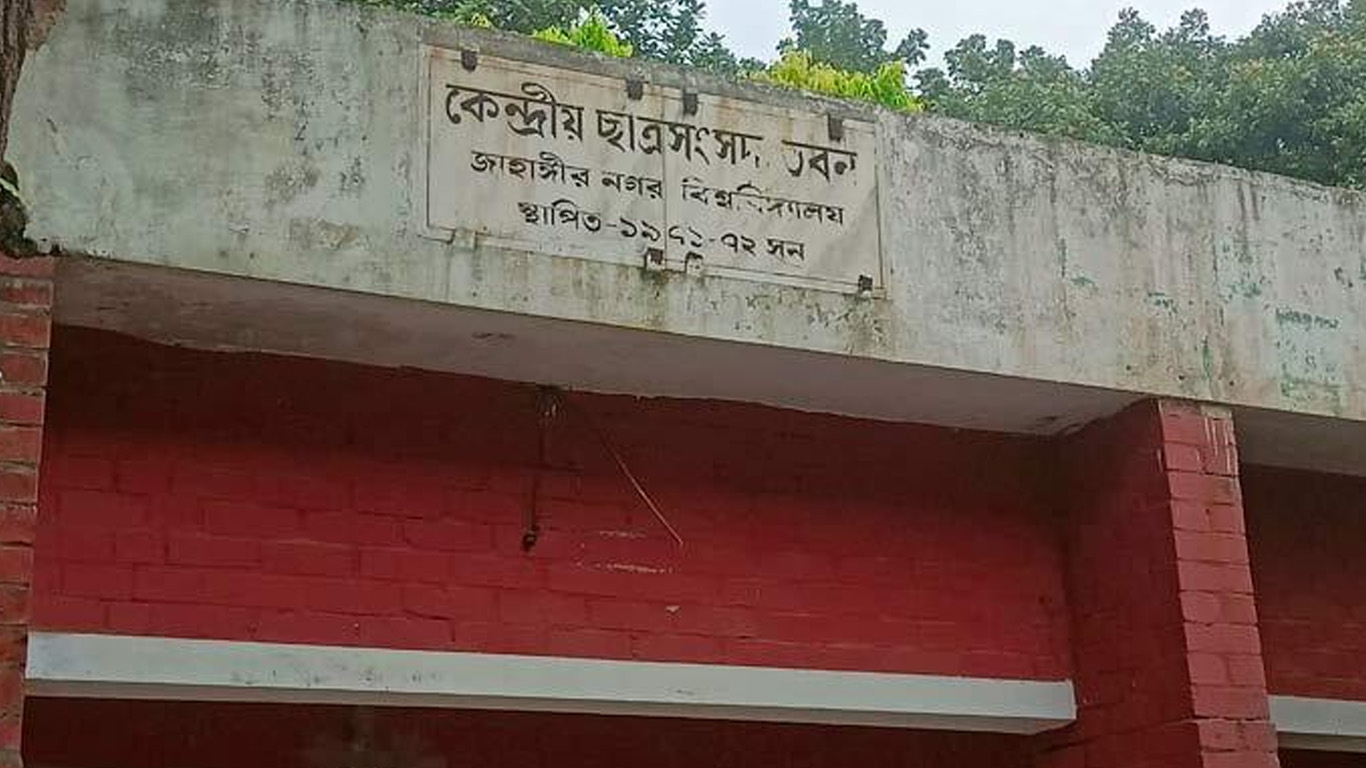 কেন্দ্রীয় ছাত্রসংসদ ভবন
জাহাঙ্গীর নগর বিশ্ববিদ্যালয়
স্থাপিত-১৯৭১-৭২ সন